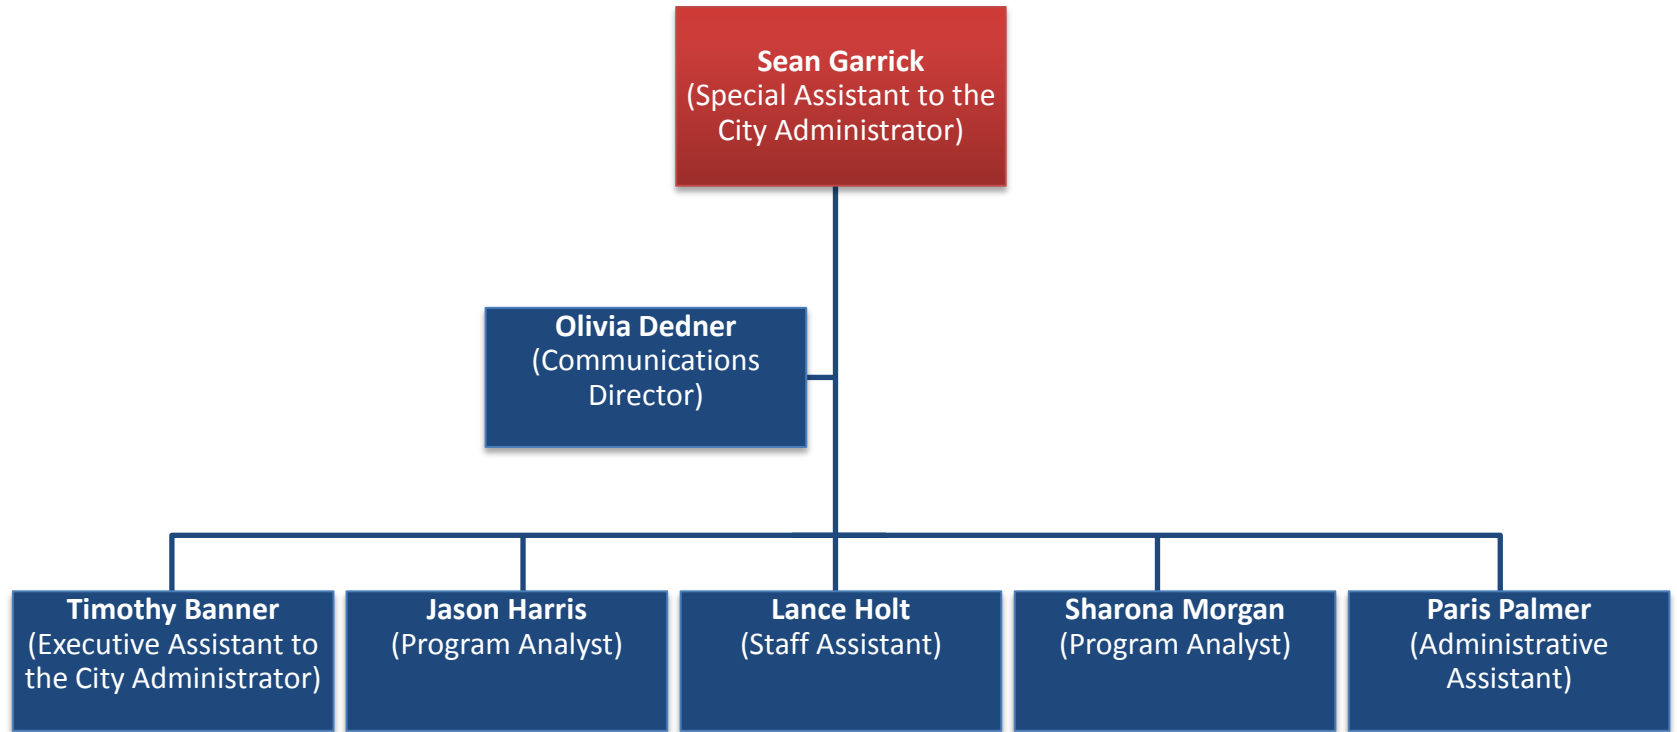 Sean Garrick
(Special Assistant to the
City Administrator)
Olivia Dedner
(Communications
Director)
Timothy Banner
(Executive Assistant to
the City Administrator)
Jason Harris
(Program Analyst)
Lance Holt
(Staff Assistant)
Sharona Morgan
(Program Analyst)
Paris Palmer
(Administrative
Assistant)